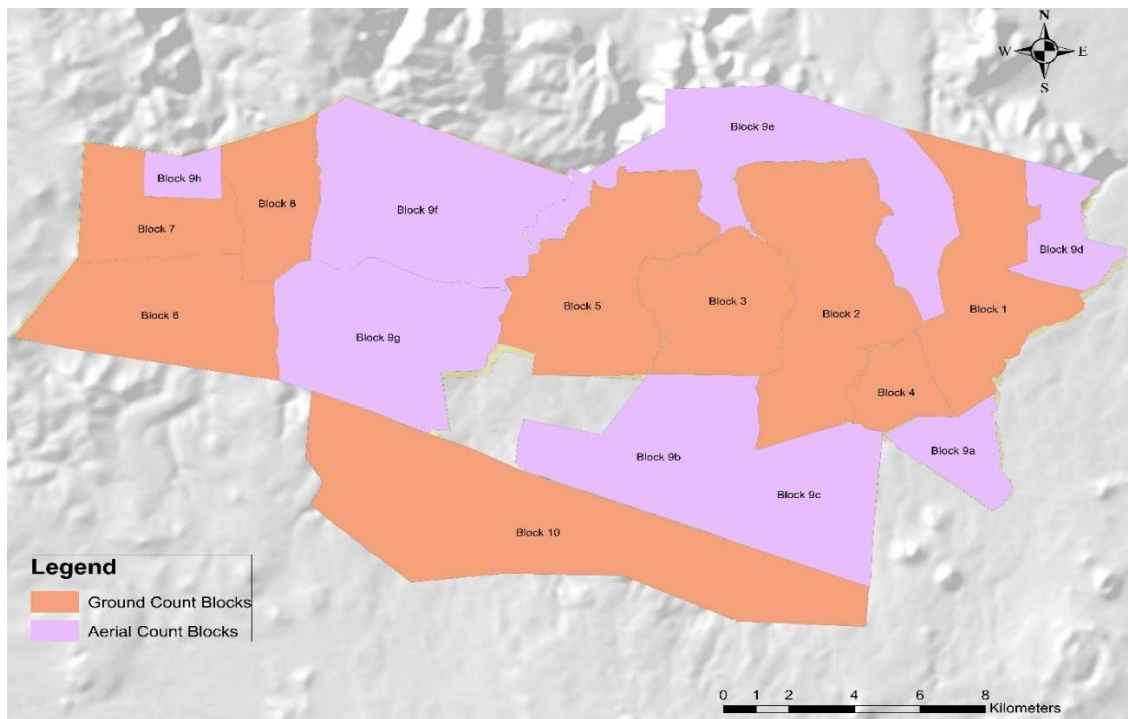 N
W E
S
Block 9e
Block 9h
Block 8
Block 9f
Block 7
Block 9d
Block 5
Block 3
Block 2
Block 1
Block 6
Block 9g
Block 4
Block 9a
Block 9b
Block 9c
Block 10
Legend
Ground Count Blocks
Aerial Count Blocks
0 1 2 4 6 8
Kilometers